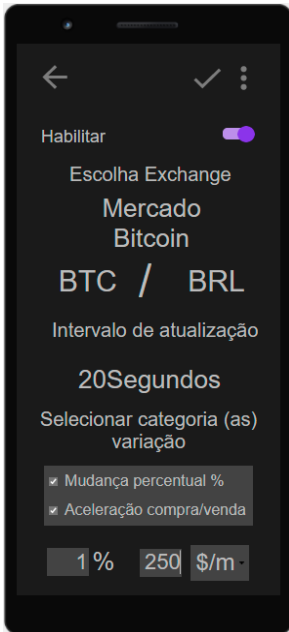 Habilitar
Escolha Exchange
Mercado
Bitcoin
BTC / BRL
Intervalo de atualização
20Segundos
Selecionar categoria (as)
variação
Mudança percentual %
Aceleração compra/venda
1 % 250 $/m